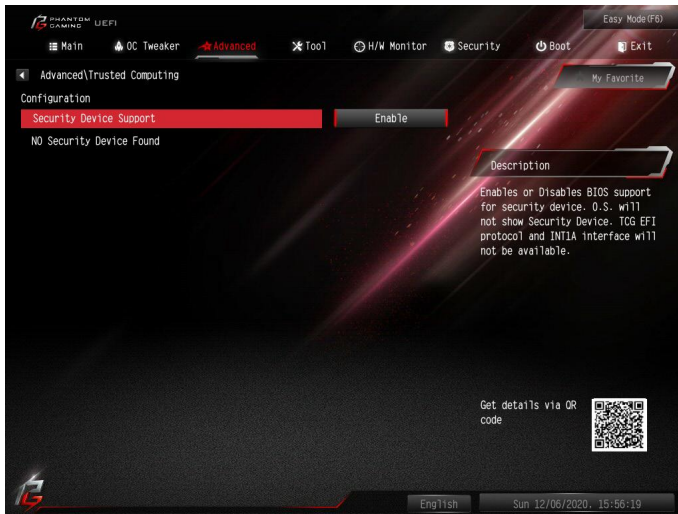 PHANTOM GAMING UEFI
Easy Mode(F6)
Main OC Tweaker Advanced Tool H/W Monitor Security Boot Exit
Advanced\Trusted Computing
My Favorite
Configuration
Security Device Support Enable
NO Security Device Found
Description
Enables or Disables BIOS support
for security device. O.S. will
not show Security Device. TCG EFI
protocol and INT1A interface will
not be available.
Get details via QR
code
English
Sun 12/06/2020. 15:56:19